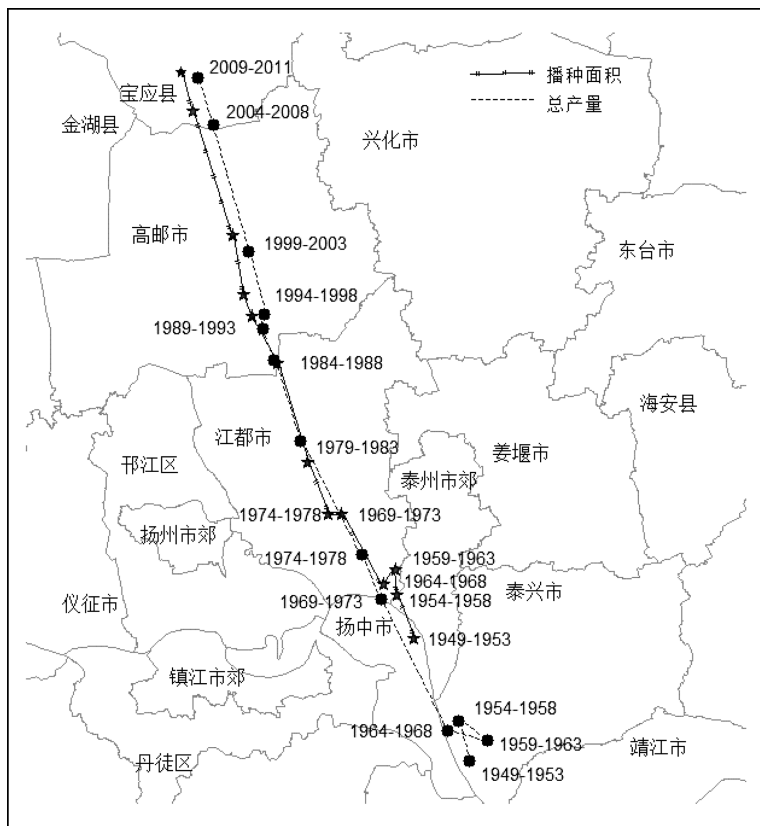 2009-2011
播种面积
宝应县
总产量
2004-2008
金湖县
兴化市
高邮市
1999-2003
东台市
1994-1998
1989-1993
1984-1988
海安县
江都市
1979-1983
姜堰市
邗江区
泰州市郊
1974-1978
1969-1973
扬州市郊
1974-1978
1959-1963
1964-1968
泰兴市
仪征市
1969-1973
1954-1958
扬中市
1949-1953
镇江市郊
1954-1958
1964-1968
1959-1963
靖江市
丹徒区
1949-1953